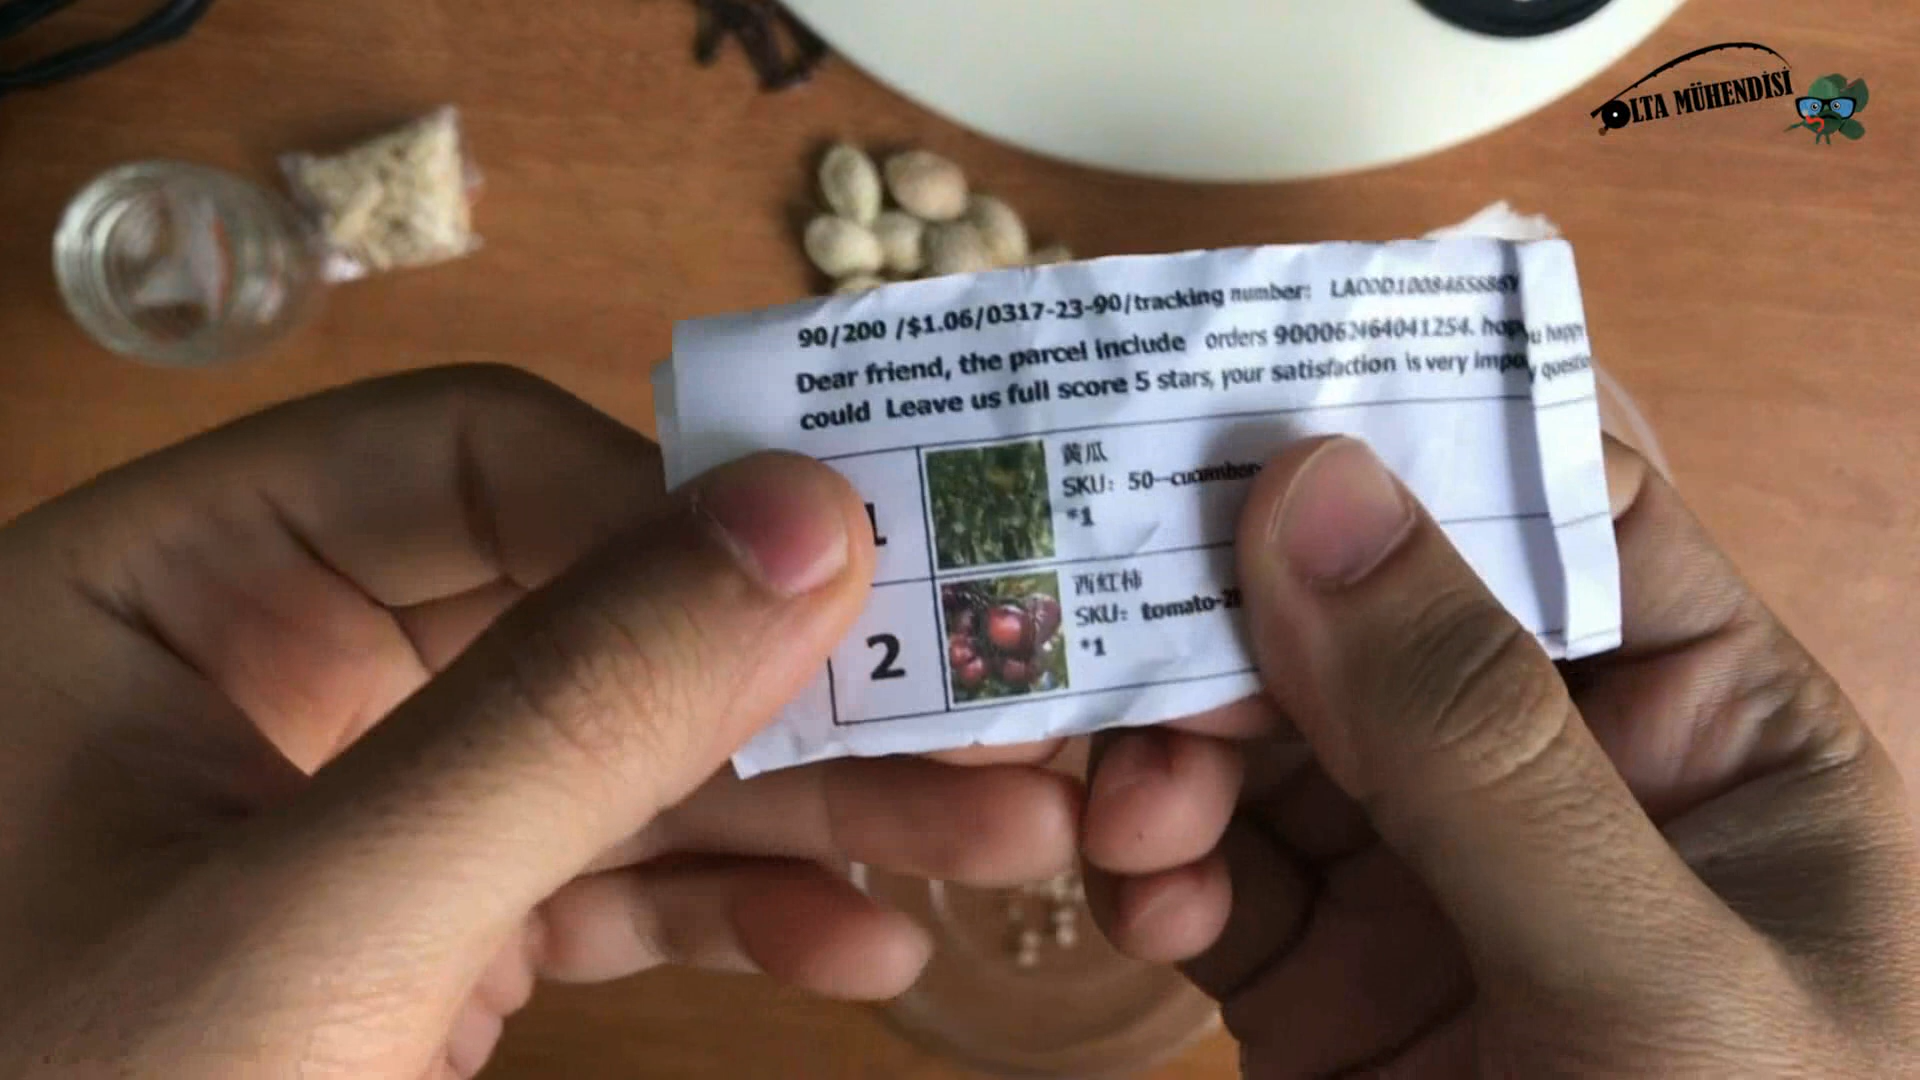 OLTA MÜHENDİSİ
90/200 /$1.06/0317-23-90/tracking number:
Dear friend, the parcel include orders
could Leave us full score 5 stars, your satisfaction is very
1
黄瓜
SKU: 50--cucumber
*1
2
西红柿
SKU: tomato-
*1